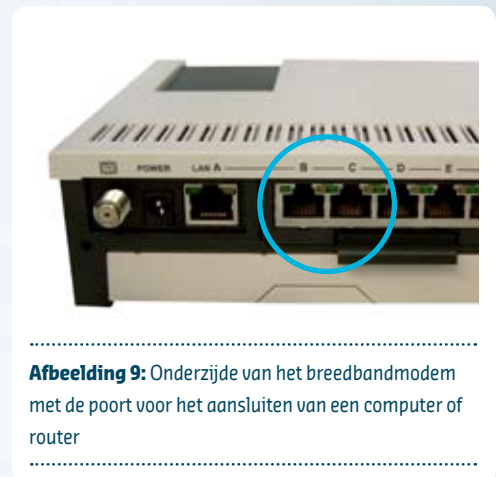 POWER LAN A B C D E
Afbeelding 9: Onderzijde van het breedbandmodem
met de poort voor het aansluiten van een computer of
router